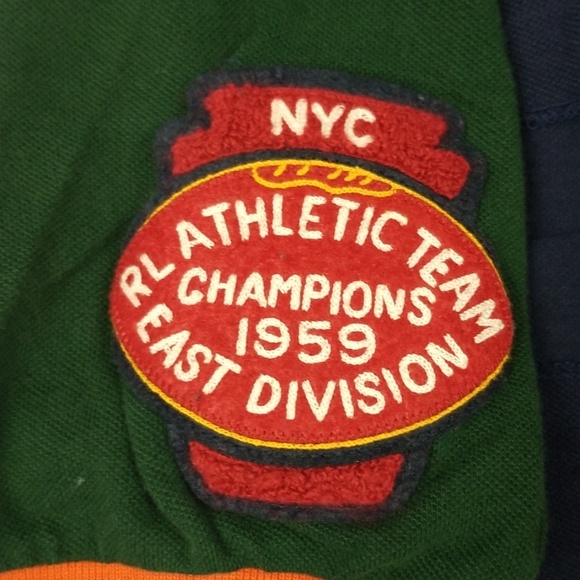 NYC
RL ATHLETIC TEAM
CHAMPIONS
1959
EAST DIVISION